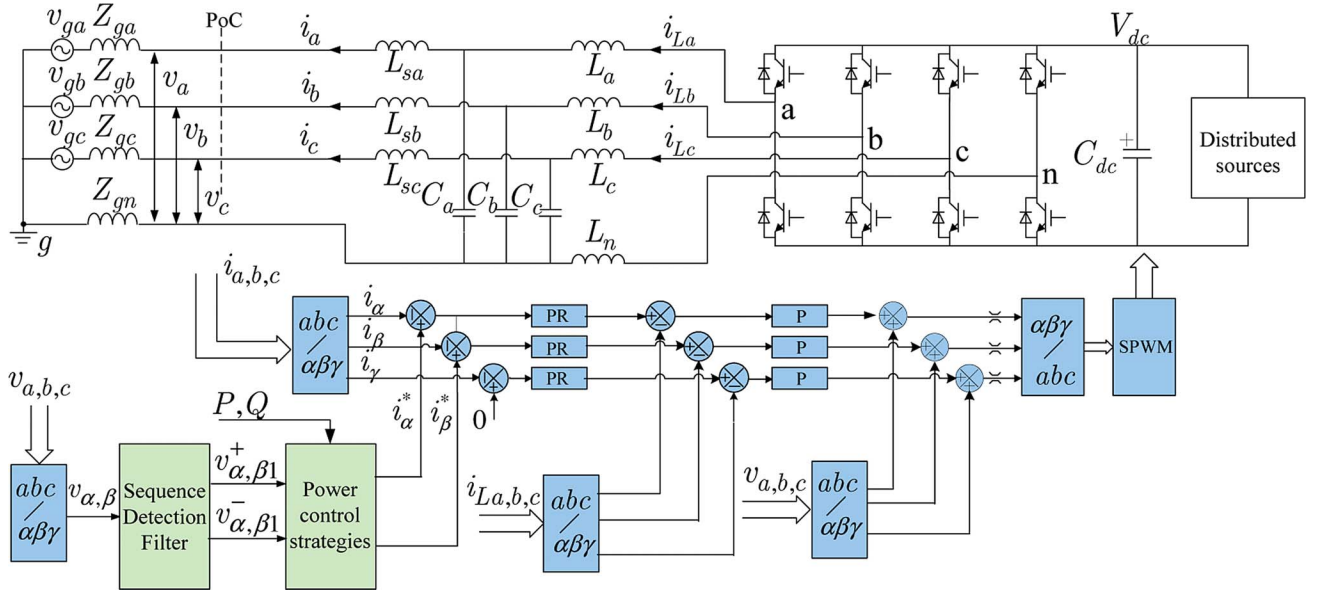 v_ga Z_ga PoC i_a L_sa L_a i_La V_dc
v_gb Z_gb v_a i_b L_sb L_b i_Lb a
v_gc Z_gc v_b i_c L_sc L_c i_Lc b c n
Z_gn v_c C_a C_b C_c L_n C_dc +
Distributed
sources
g
i_a,b,c
abc
/
αβγ
i_α
i_β
i_γ
PR
PR
PR
+ −
+ −
+ −
P
P
P
+ +
+ +
+ +
αβγ
/
abc
SPWM
0
i*_α i*_β
v_a,b,c
P,Q
abc
/
αβγ
v_α,β
Sequence
Detection
Filter
v^+_α,β1
v^-_α,β1
Power
control
strategies
i_La,b,c
abc
/
αβγ
v_a,b,c
abc
/
αβγ